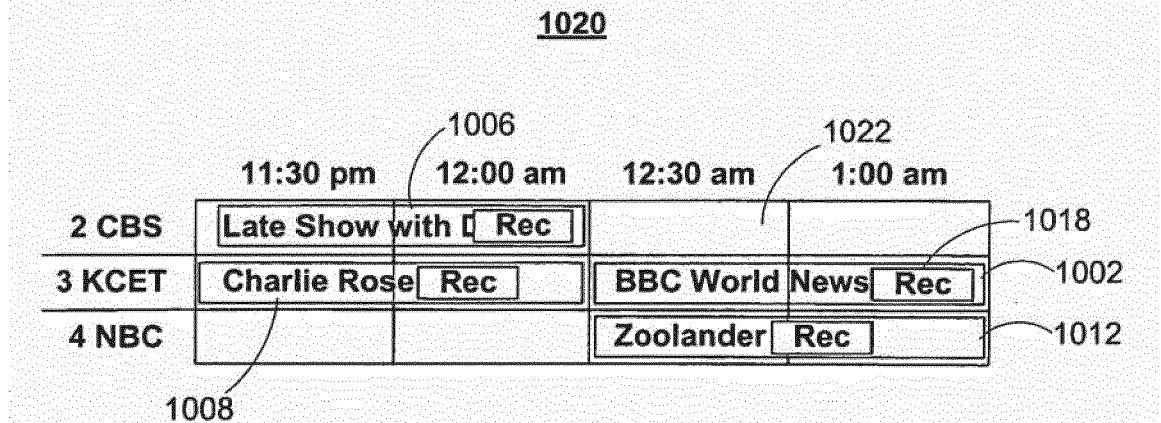 1020
1006
1022
11:30 pm 12:00 am 12:30 am 1:00 am
2 CBS Late Show with D Rec
1018
3 KCET Charlie Rose Rec BBC World News Rec
1002
4 NBC Zoolander Rec
1012
1008